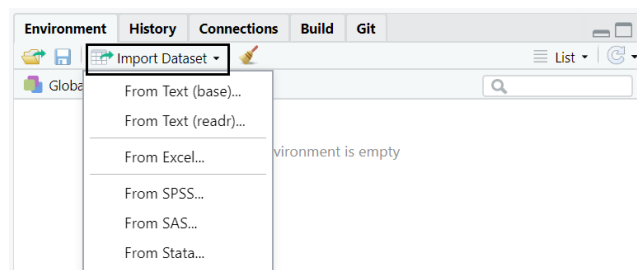 Environment History Connections Build Git
Import Dataset List
Globa
From Text (base)...
From Text (readr)...
From Excel... vironment is empty
From SPSS...
From SAS...
From Stata...